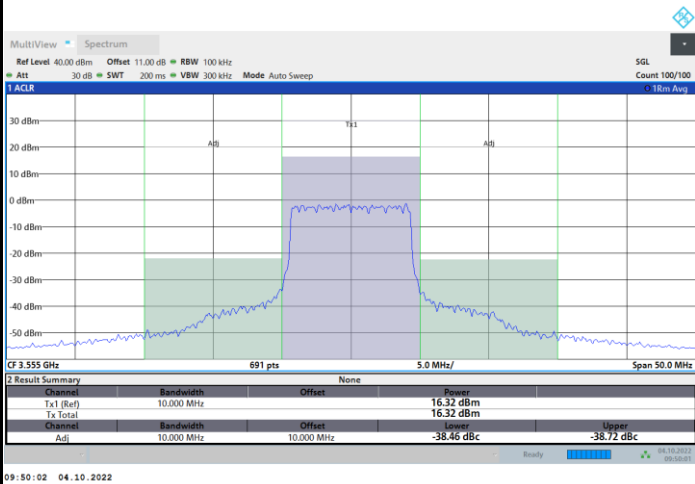 MultiView Spectrum
Ref Level 40.00 dBm Offset 11.00 dB RBW 100 kHz SGL
Att 30 dB SWT 200 ms VBW 300 kHz Mode Auto Sweep Count 100/100
1 ACLR 1Rm Avg
30 dBm
Tx1
20 dBm Adj Adj
10 dBm
0 dBm
-10 dBm
-20 dBm
-30 dBm
-40 dBm
-50 dBm
CF 3.555 GHz 691 pts 5.0 MHz/ Span 50.0 MHz
2 Result Summary None
Channel Bandwidth Offset Power
Tx1 (Ref) 10.000 MHz 16.32 dBm
Tx Total 16.32 dBm
Channel Bandwidth Offset Lower Upper
Adj 10.000 MHz 10.000 MHz -38.46 dBc -38.72 dBc
Ready 04.10.2022
09:50:01
09:50:02 04.10.2022